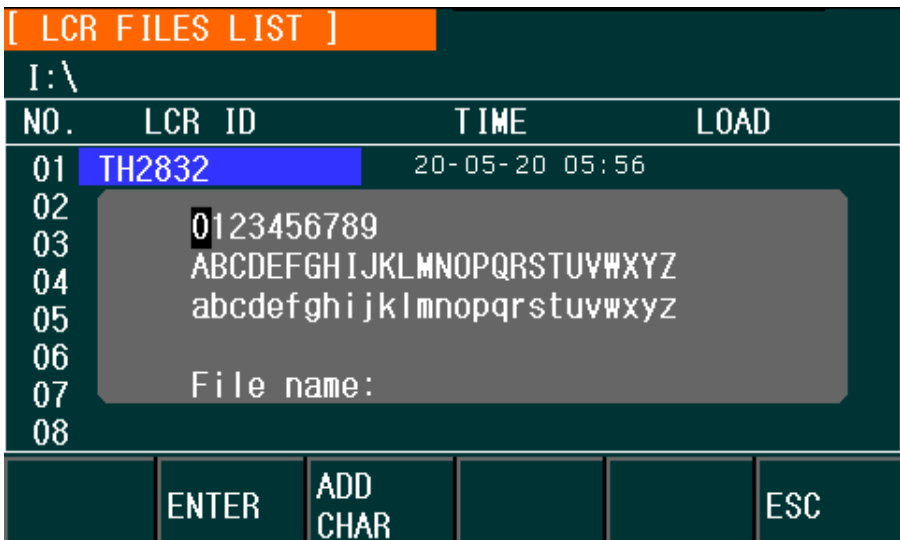 [ LCR FILES LIST ]
I:\
NO. LCR ID TIME LOAD
01 TH2832 20-05-20 05:56
02
0123456789
03
ABCDEFGHIJKLMNOPQRSTUVWXYZ
04
abcdefghijklmnopqrstuvwxyz
05
06
File name:
07
08
ENTER
ADD
CHAR
ESC